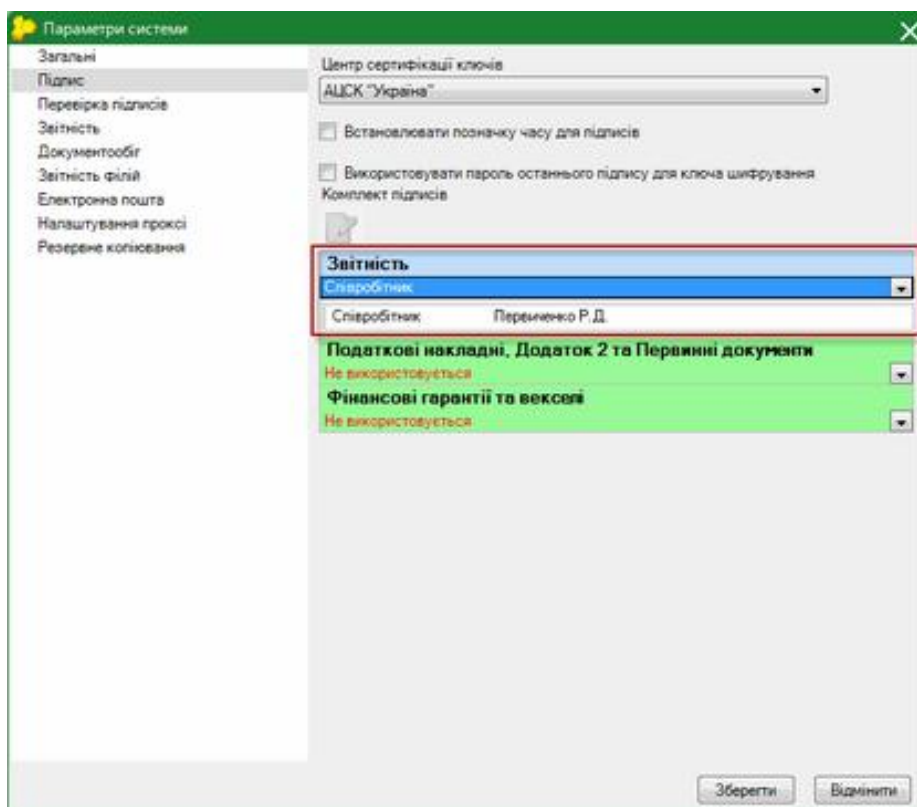 Параметри системи
Загальні
Підпис
Перевірка підписів
Звітність
Документообіг
Звітність філій
Електронна пошта
Налаштування проксі
Резервне копіювання
Центр сертифікації ключів
АЦСК "Україна"
Встановлювати позначку часу для підписів
Використовувати пароль останнього підпису для ключа шифрування
Комплект підписів
Звітність
Співробітник
Співробітник Первиченко Р.Д.
Податкові накладні, Додаток 2 та Первинні документи
Не використовується
Фінансові гарантії та векселі
Не використовується
Зберегти Відмінити